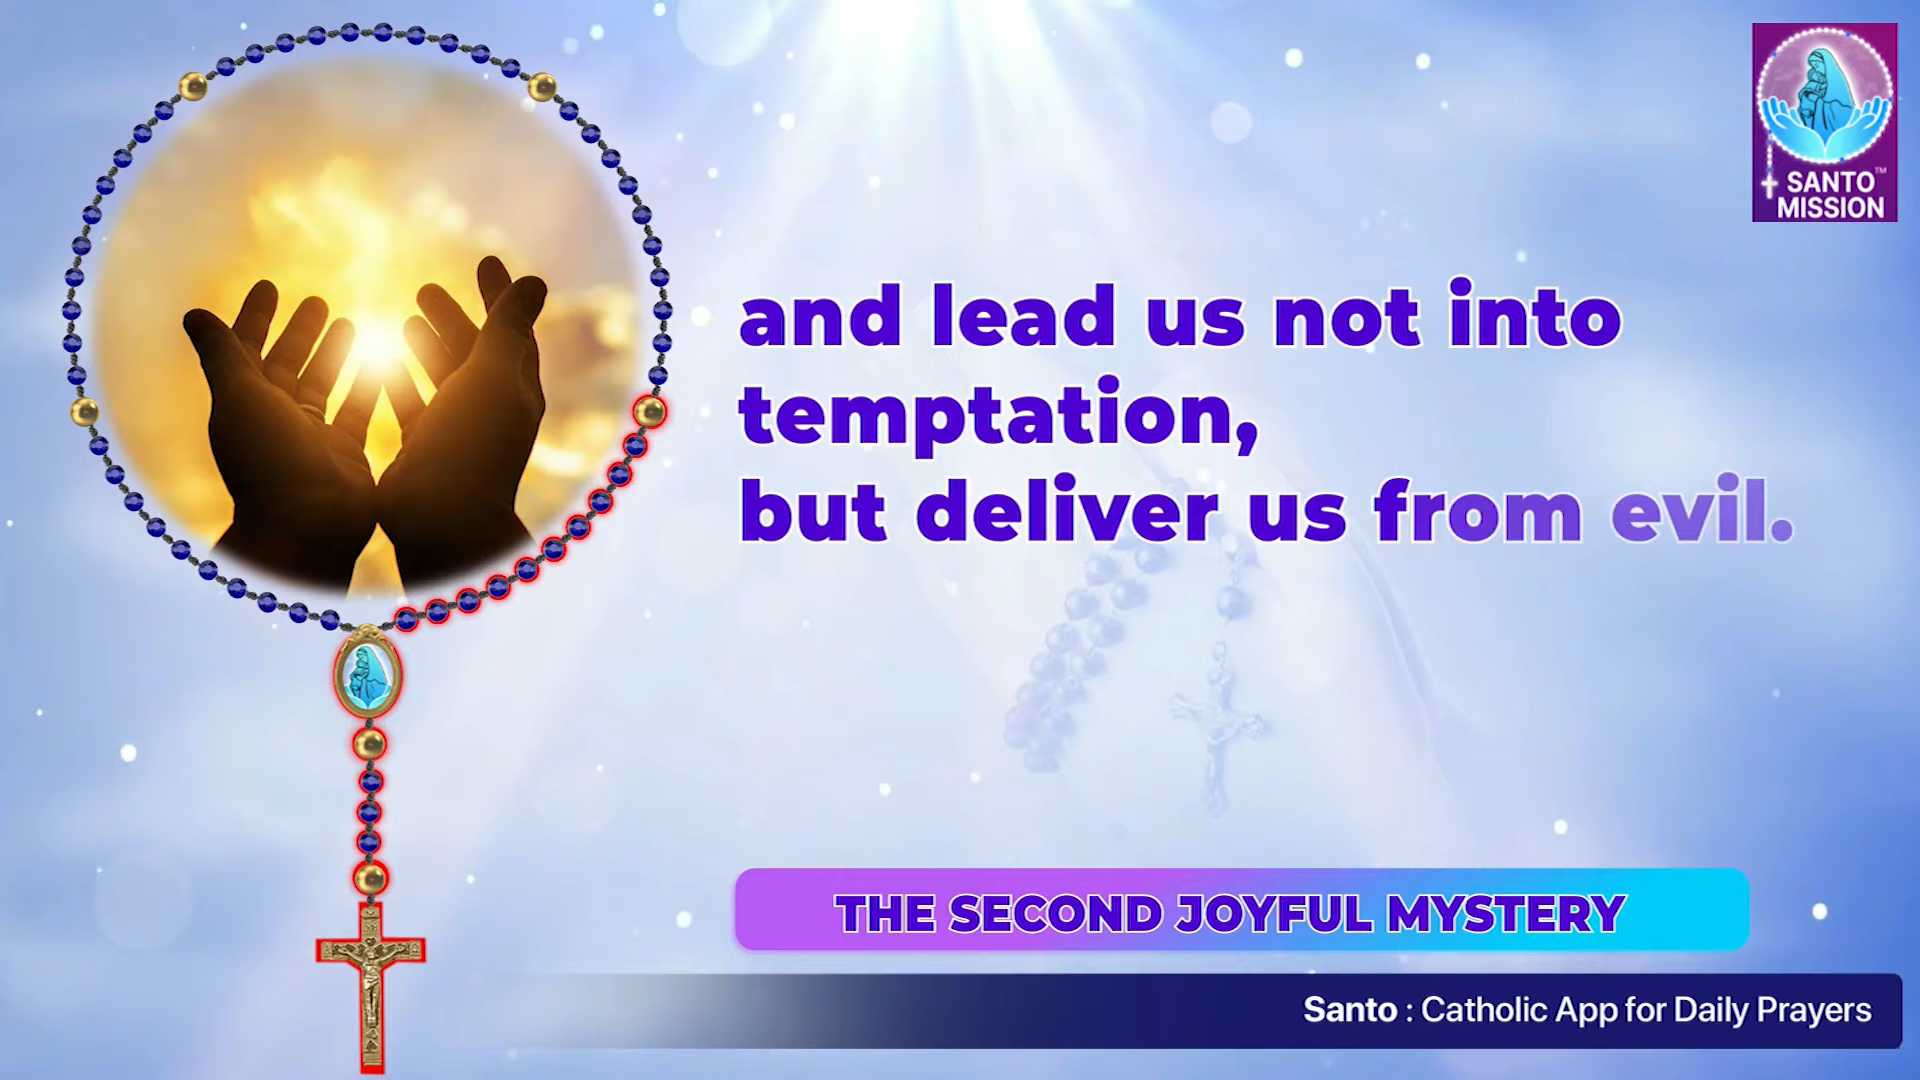 SANTO™
MISSION
and lead us not into
temptation,
but deliver us from evil.
THE SECOND JOYFUL MYSTERY
Santo : Catholic App for Daily Prayers